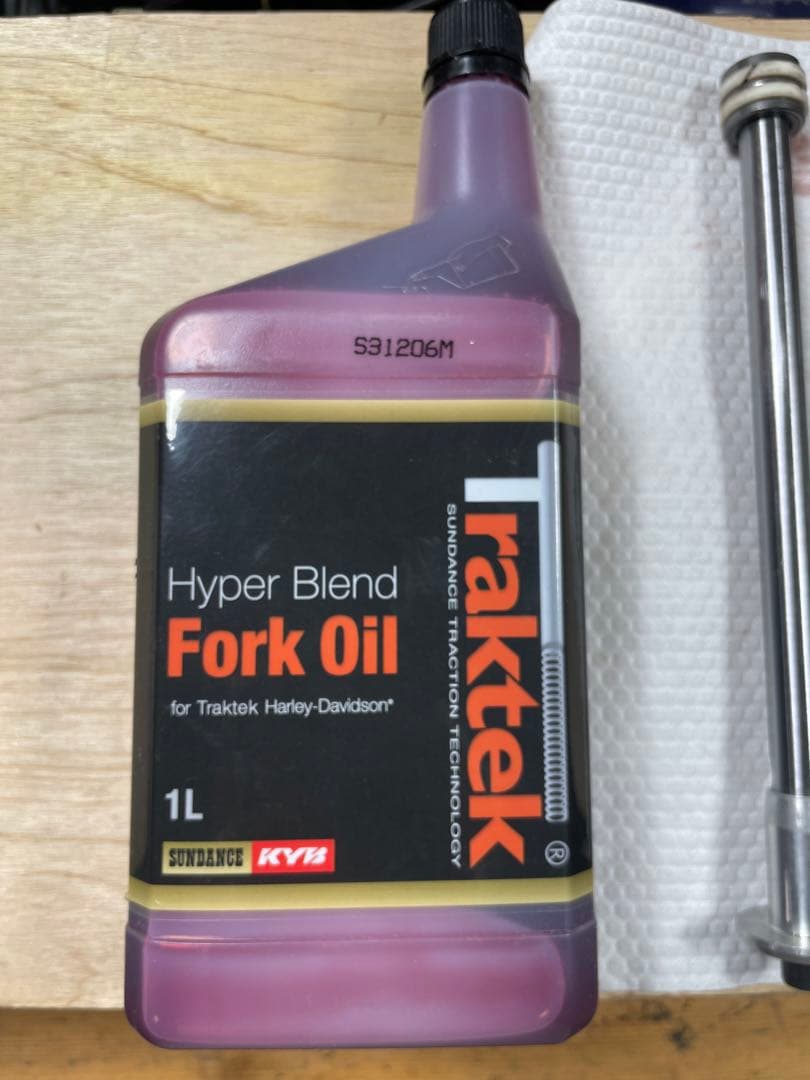 S31206M
Hyper Blend
Fork Oil
for Traktek Harley-Davidson®
1L
SUNDANCE KYB
Traktek®
SUNDANCE TRACTION TECHNOLOGY